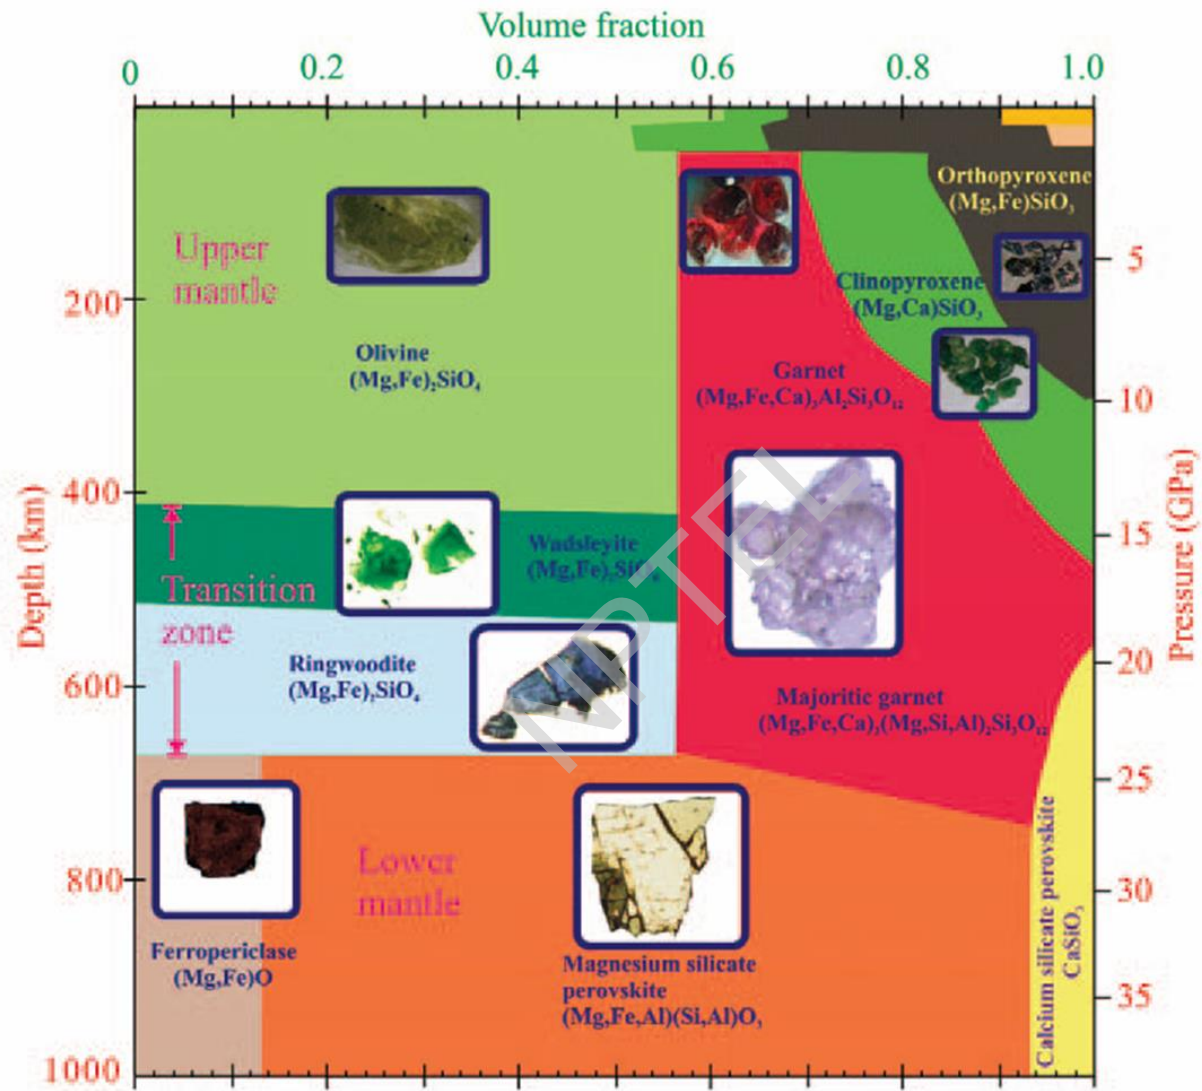 Volume fraction
0 0.2 0.4 0.6 0.8 1.0
Orthopyroxene
(Mg,Fe)SiO₃
Upper
mantle
5
Clinopyroxene
(Mg,Ca)SiO₃
200
Olivine
(Mg,Fe)₂SiO₄
Garnet
(Mg,Fe,Ca)₃Al₂Si₃O₁₂
10
400
Depth (km)
Pressure (GPa)
15
Wadsleyite
(Mg,Fe)₂SiO₄
Transition
zone
NPTEL
Ringwoodite
(Mg,Fe)₂SiO₄
20
600
Majoritic garnet
(Mg,Fe,Ca)₃(Mg,Si,Al)₂Si₃O₁₂
25
Lower
mantle
800
30
Calcium silicate perovskite
CaSiO₃
Ferropericlase
(Mg,Fe)O
Magnesium silicate
perovskite
(Mg,Fe,Al)(Si,Al)O₃
35
1000